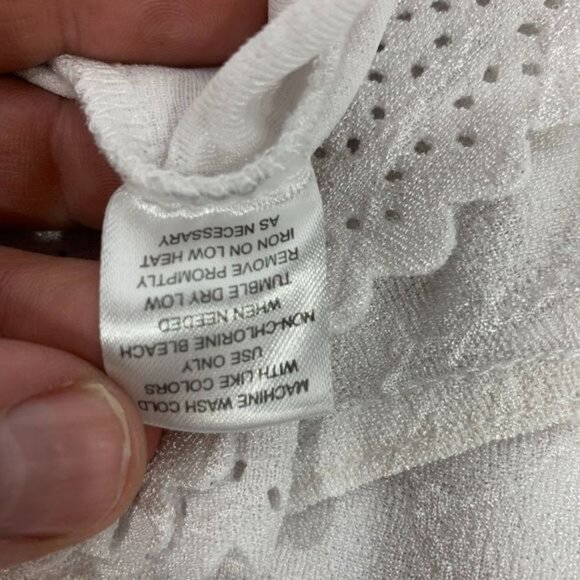 MACHINE WASH COLD
WITH LIKE COLORS
USE ONLY
NON-CHLORINE BLEACH
WHEN NEEDED
TUMBLE DRY LOW
REMOVE PROMPTLY
IRON ON LOW HEAT
AS NECESSARY